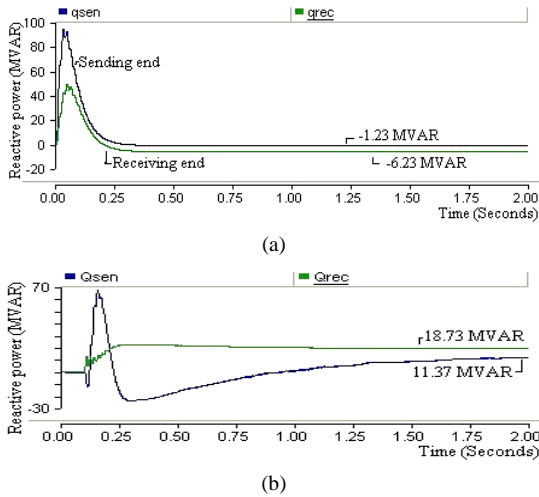 qsen qrec
Reactive power (MVAR)
100
80
60
40
20
0
-20
Sending end
Receiving end
-1.23 MVAR
-6.23 MVAR
0.00 0.25 0.50 0.75 1.00 1.25 1.50 1.75 2.00
Time (Seconds)
(a)
Qsen Qrec
Reactive power (MVAR)
70
-30
18.73 MVAR
11.37 MVAR
0.00 0.25 0.50 0.75 1.00 1.25 1.50 1.75 2.00
Time (Seconds)
(b)